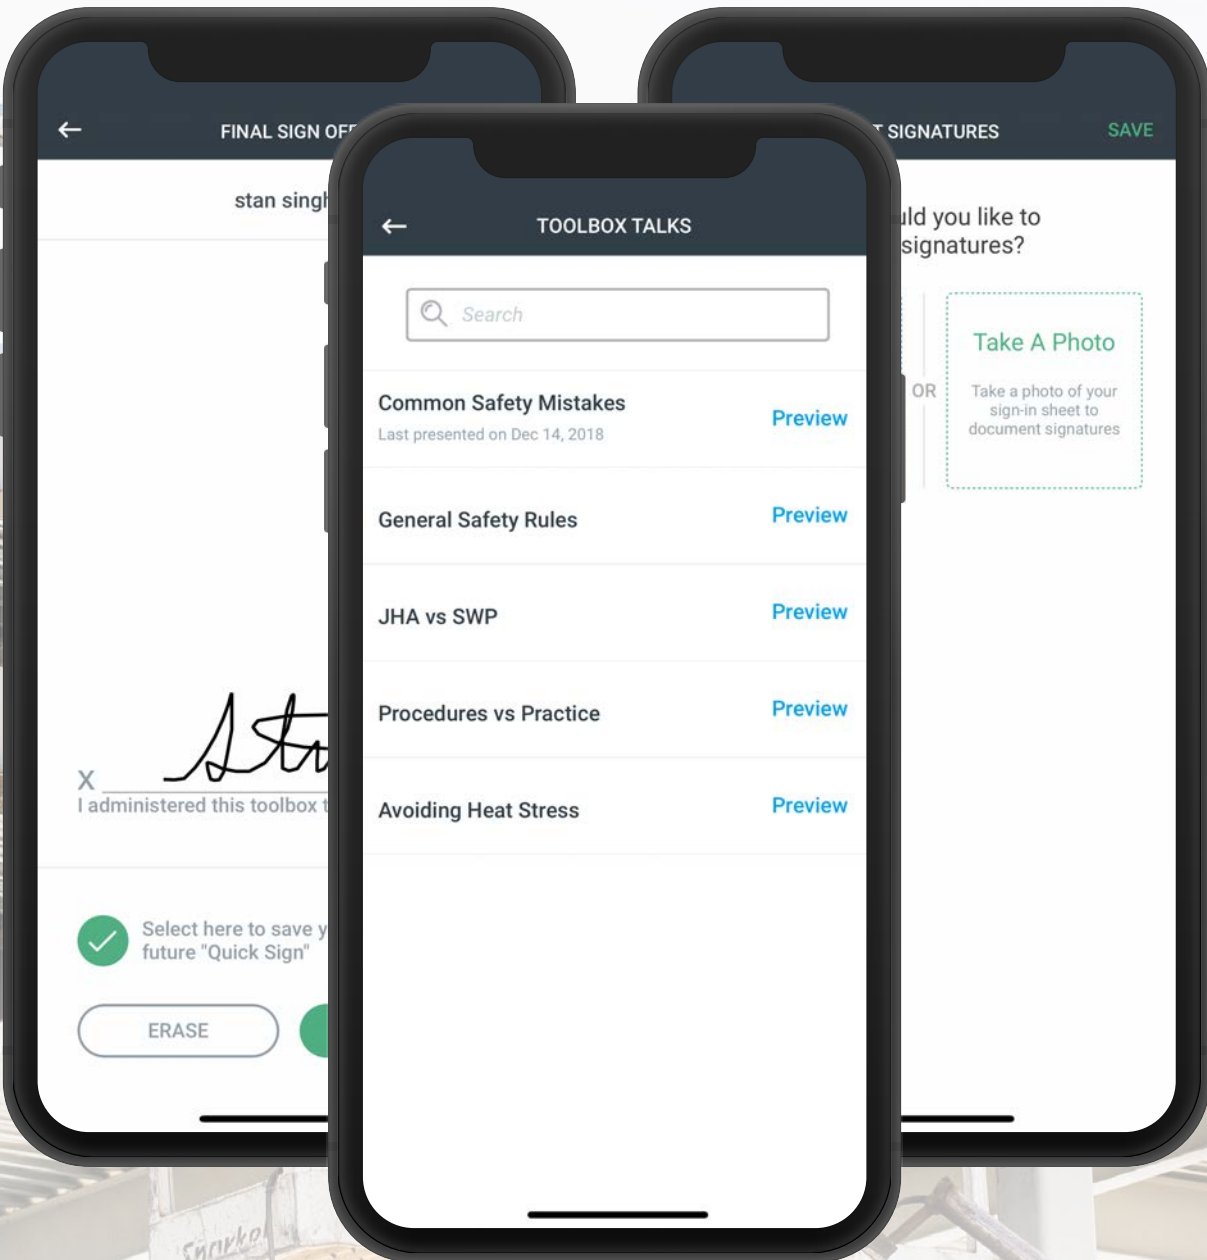 FINAL SIGN OFF
stan singh
X
I administered this toolbox
Select here to save
future "Quick Sign"
ERASE
TOOLBOX TALKS
Search
Common Safety Mistakes
Last presented on Dec 14, 2018
Preview
General Safety Rules
Preview
JHA vs SWP
Preview
Procedures vs Practice
Preview
Avoiding Heat Stress
Preview
SIGNATURES
SAVE
you like to
signatures?
OR
Take A Photo
Take a photo of your
sign-in sheet to
document signatures